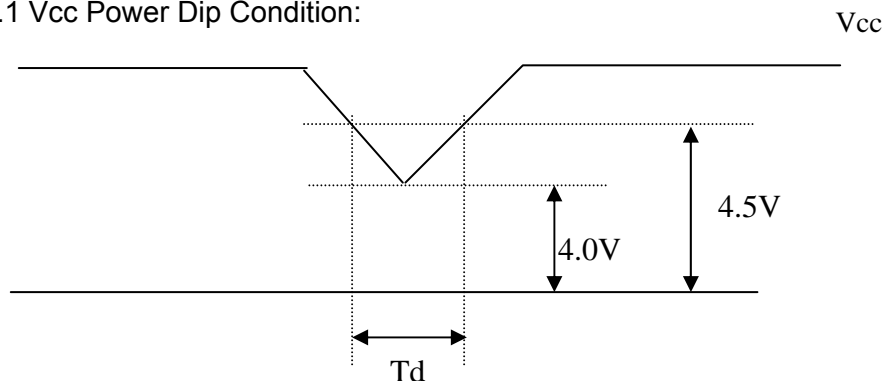 .1 Vcc Power Dip Condition:
Vcc
4.5V
4.0V
Td